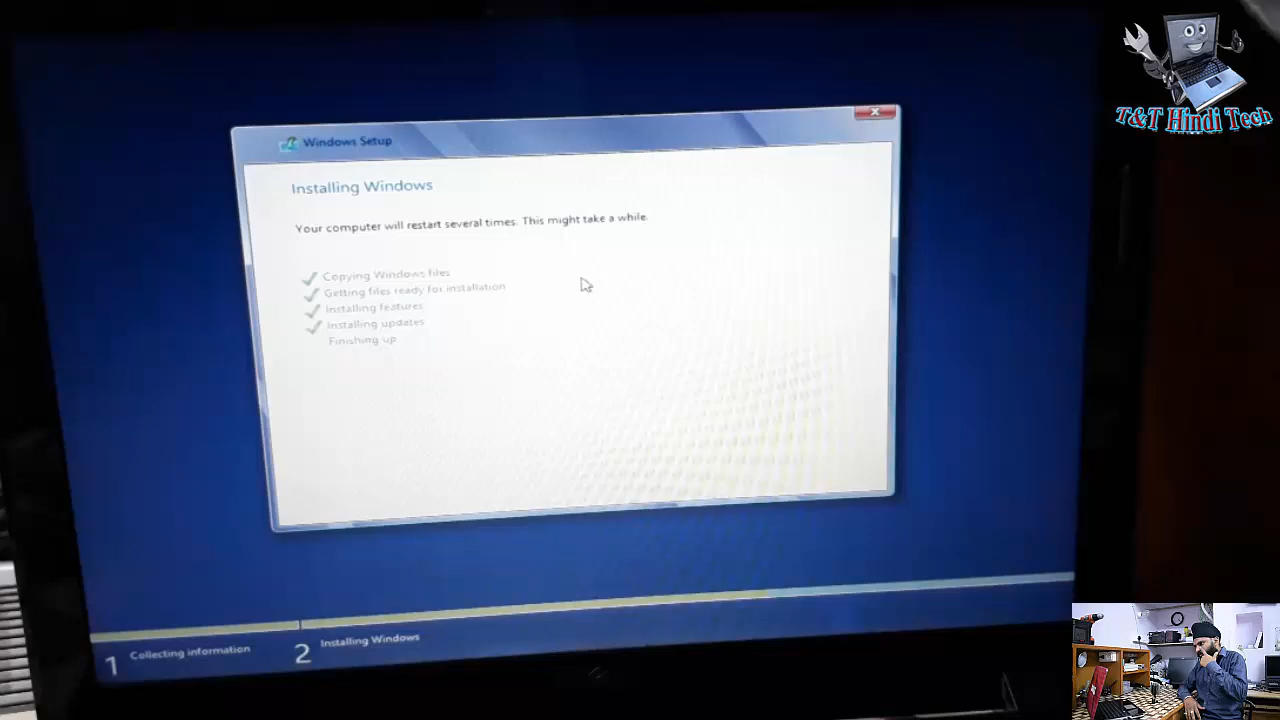 T&T Hindi Tech
Windows Setup
Installing Windows
Your computer will restart several times. This might take a while.
Copying Windows files
Getting files ready for installation
Installing features
Installing updates
Finishing up
1 Collecting information
2 Installing Windows